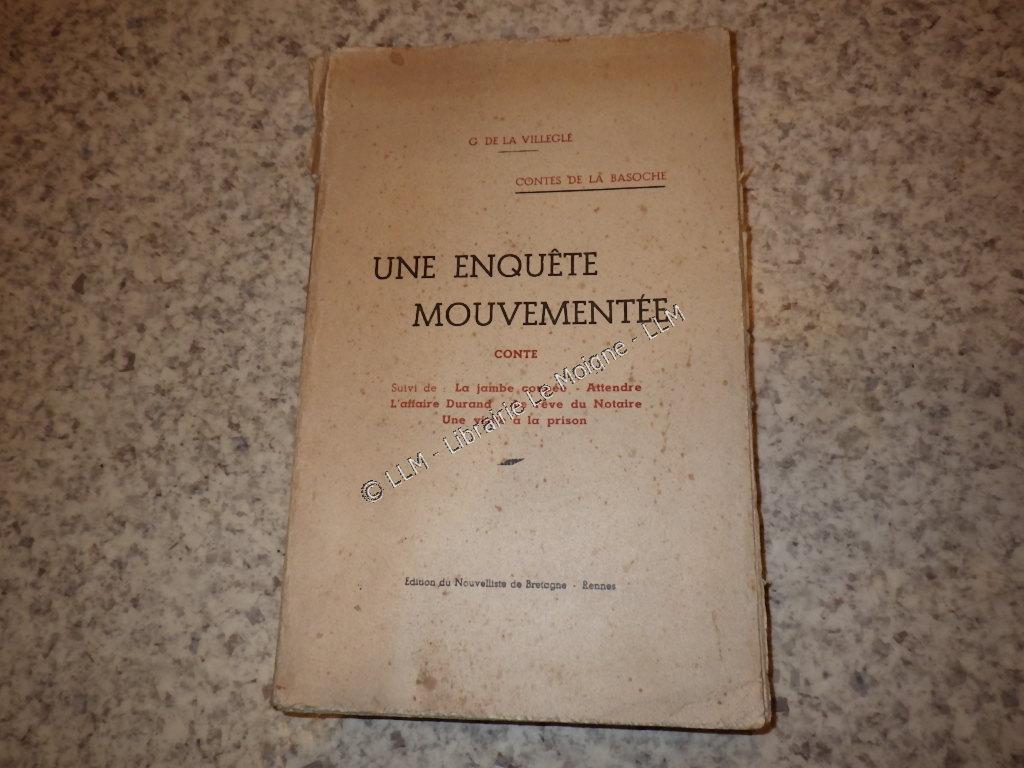 G. DE LA VILLEGLÉ
CONTES DE LA BASOCHE
UNE ENQUÊTE
MOUVEMENTÉE
CONTE
Suivi de : La jambe - Attendre
L'affaire Durand - rêve du Notaire
Une à la prison
© LLM - Librairie Le Moigne - LLM
Edition du Nouvelliste de Bretagne - Rennes